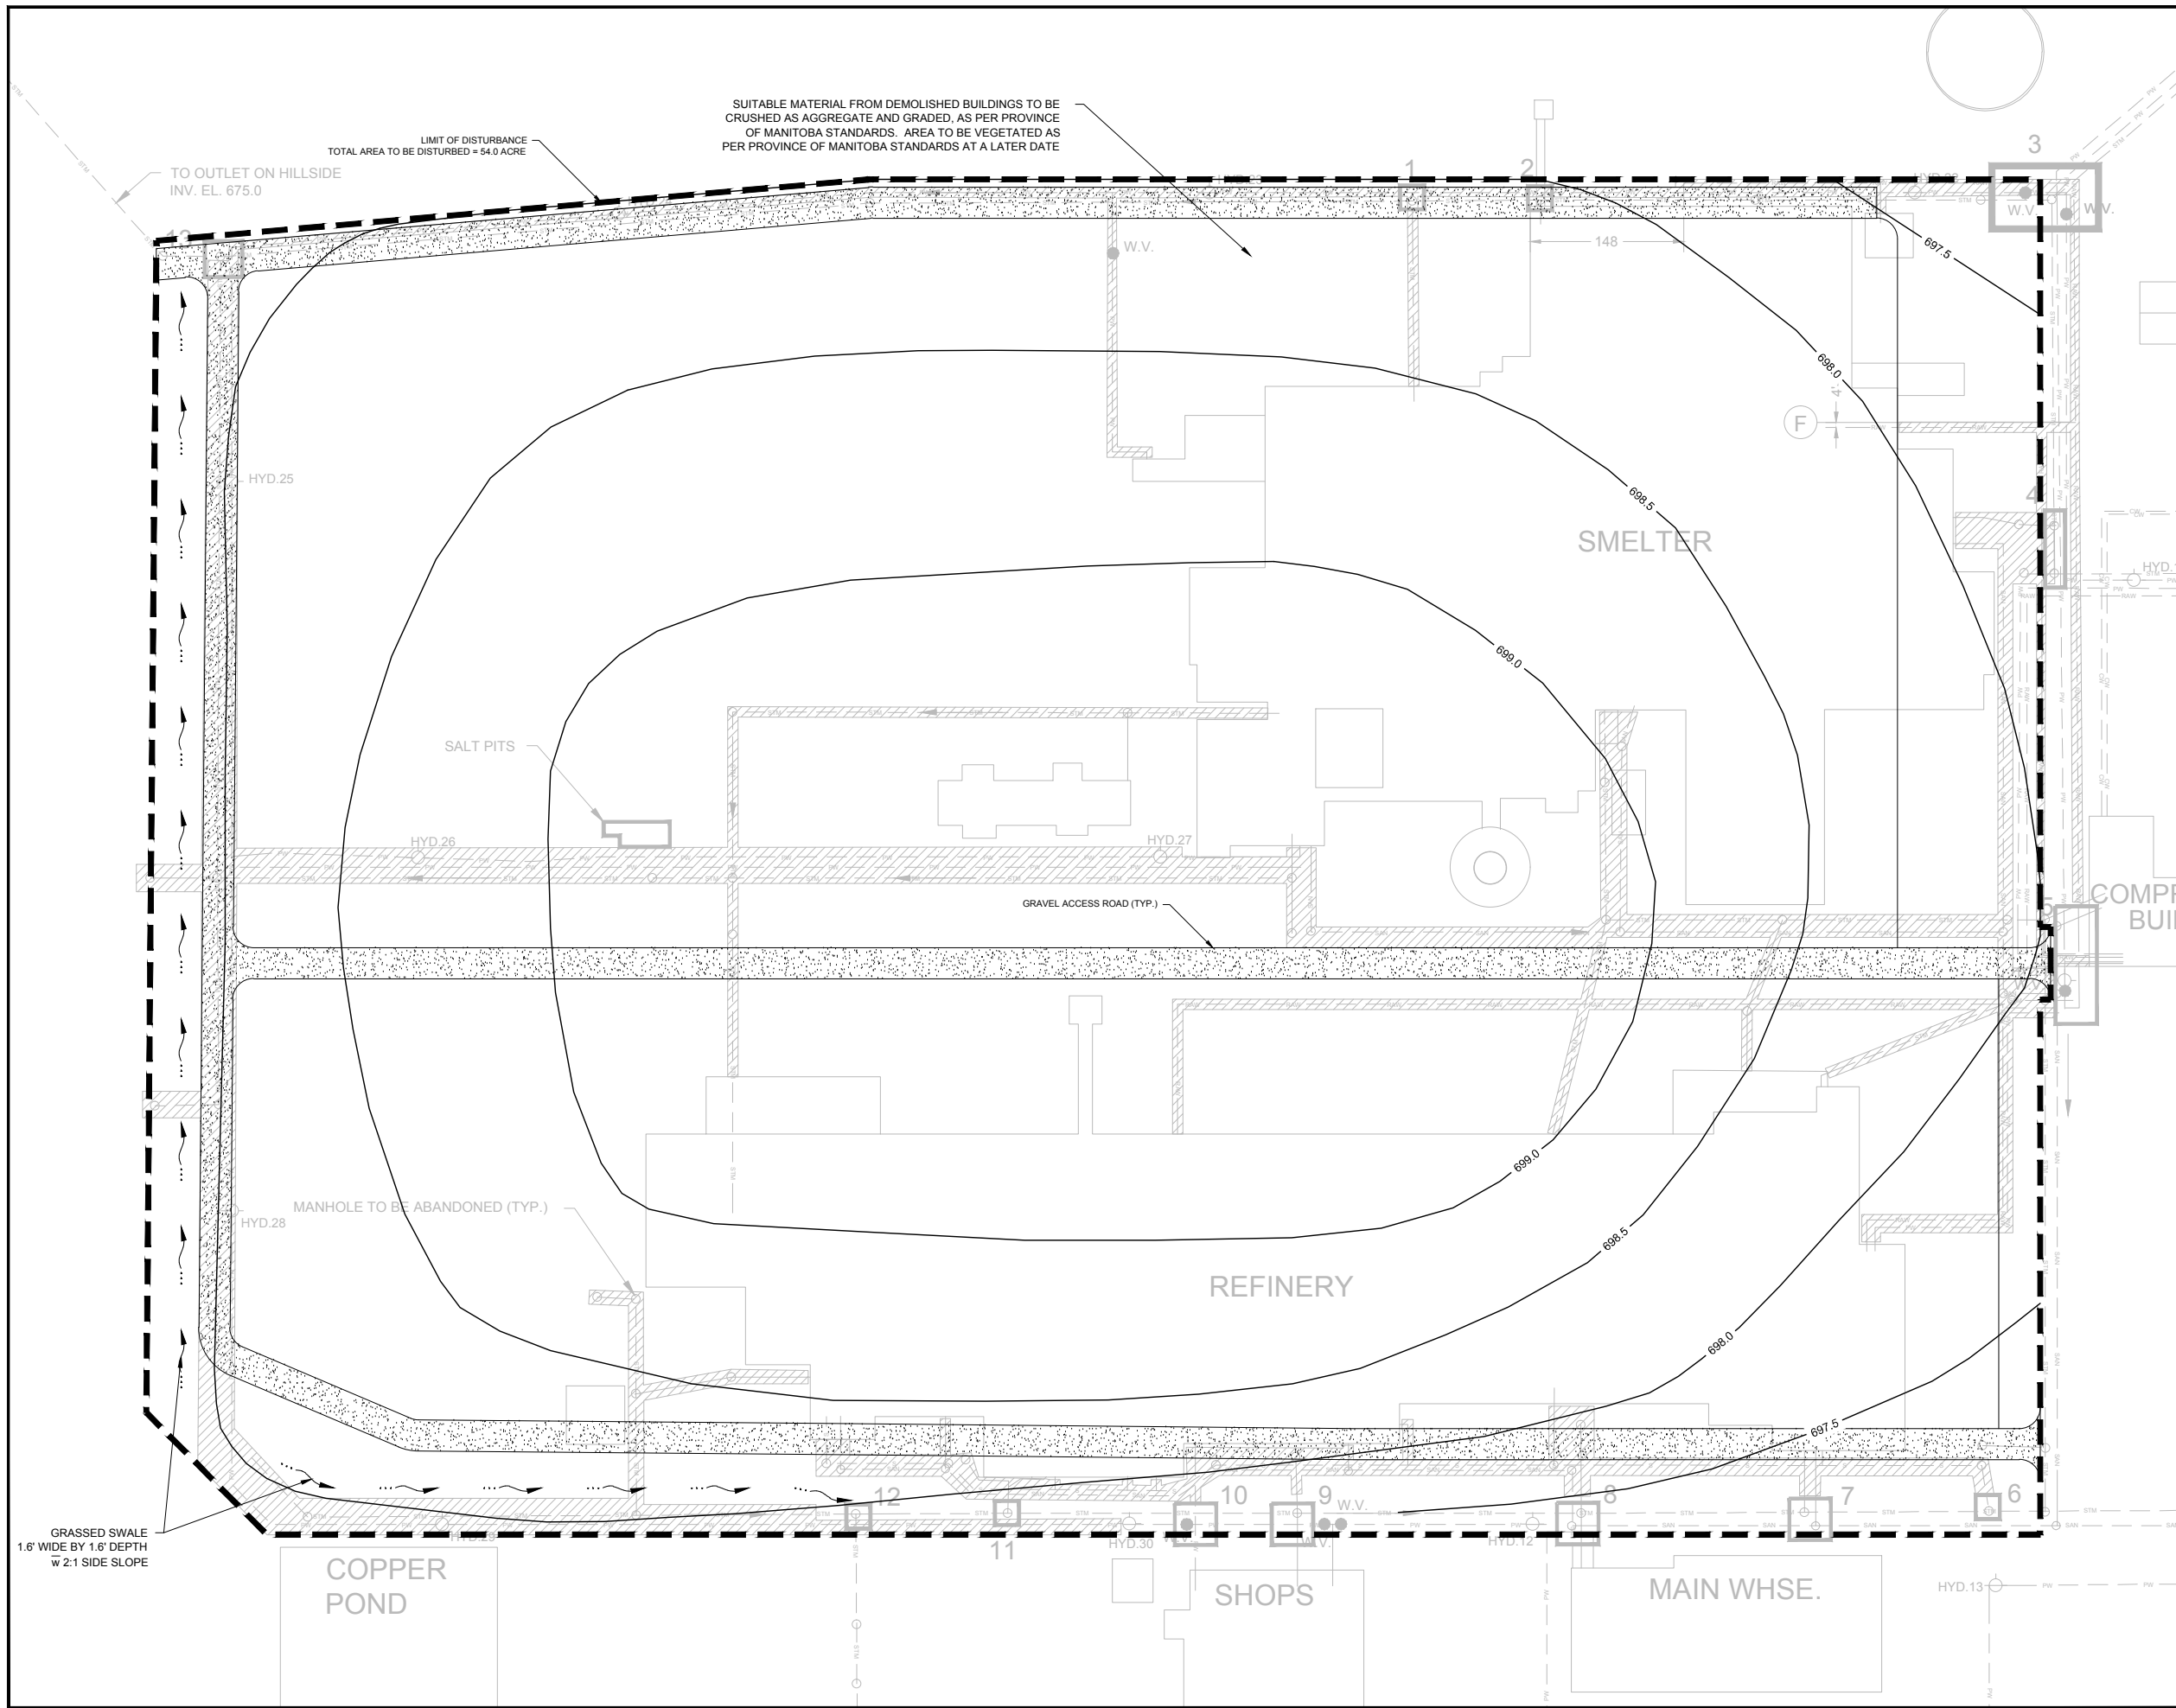 SUITABLE MATERIAL FROM DEMOLISHED BUILDINGS TO BE
CRUSHED AS AGGREGATE AND GRADED, AS PER PROVINCE
OF MANITOBA STANDARDS. AREA TO BE VEGETATED AS
PER PROVINCE OF MANITOBA STANDARDS AT A LATER DATE
LIMIT OF DISTURBANCE
TOTAL AREA TO BE DISTURBED = 54.0 ACRE
TO OUTLET ON HILLSIDE
INV. EL. 675.0
1
2
3
W.V.
W.V.
W.V.
148
697.5
698.0
F
4
HYD.25
698.5
SMELTER
699.0
SALT PITS
HYD.26
HYD.27
GRAVEL ACCESS ROAD (TYP.)
5
699.0
MANHOLE TO BE ABANDONED (TYP.)
HYD.28
698.5
REFINERY
698.0
697.5
GRASSED SWALE
1.6' WIDE BY 1.6' DEPTH
w 2:1 SIDE SLOPE
12
11
10
9
W.V.
8
7
6
HYD.29
HYD.30
W.V.
W.V.
HYD.12
COPPER
POND
SHOPS
MAIN WHSE.
HYD.13